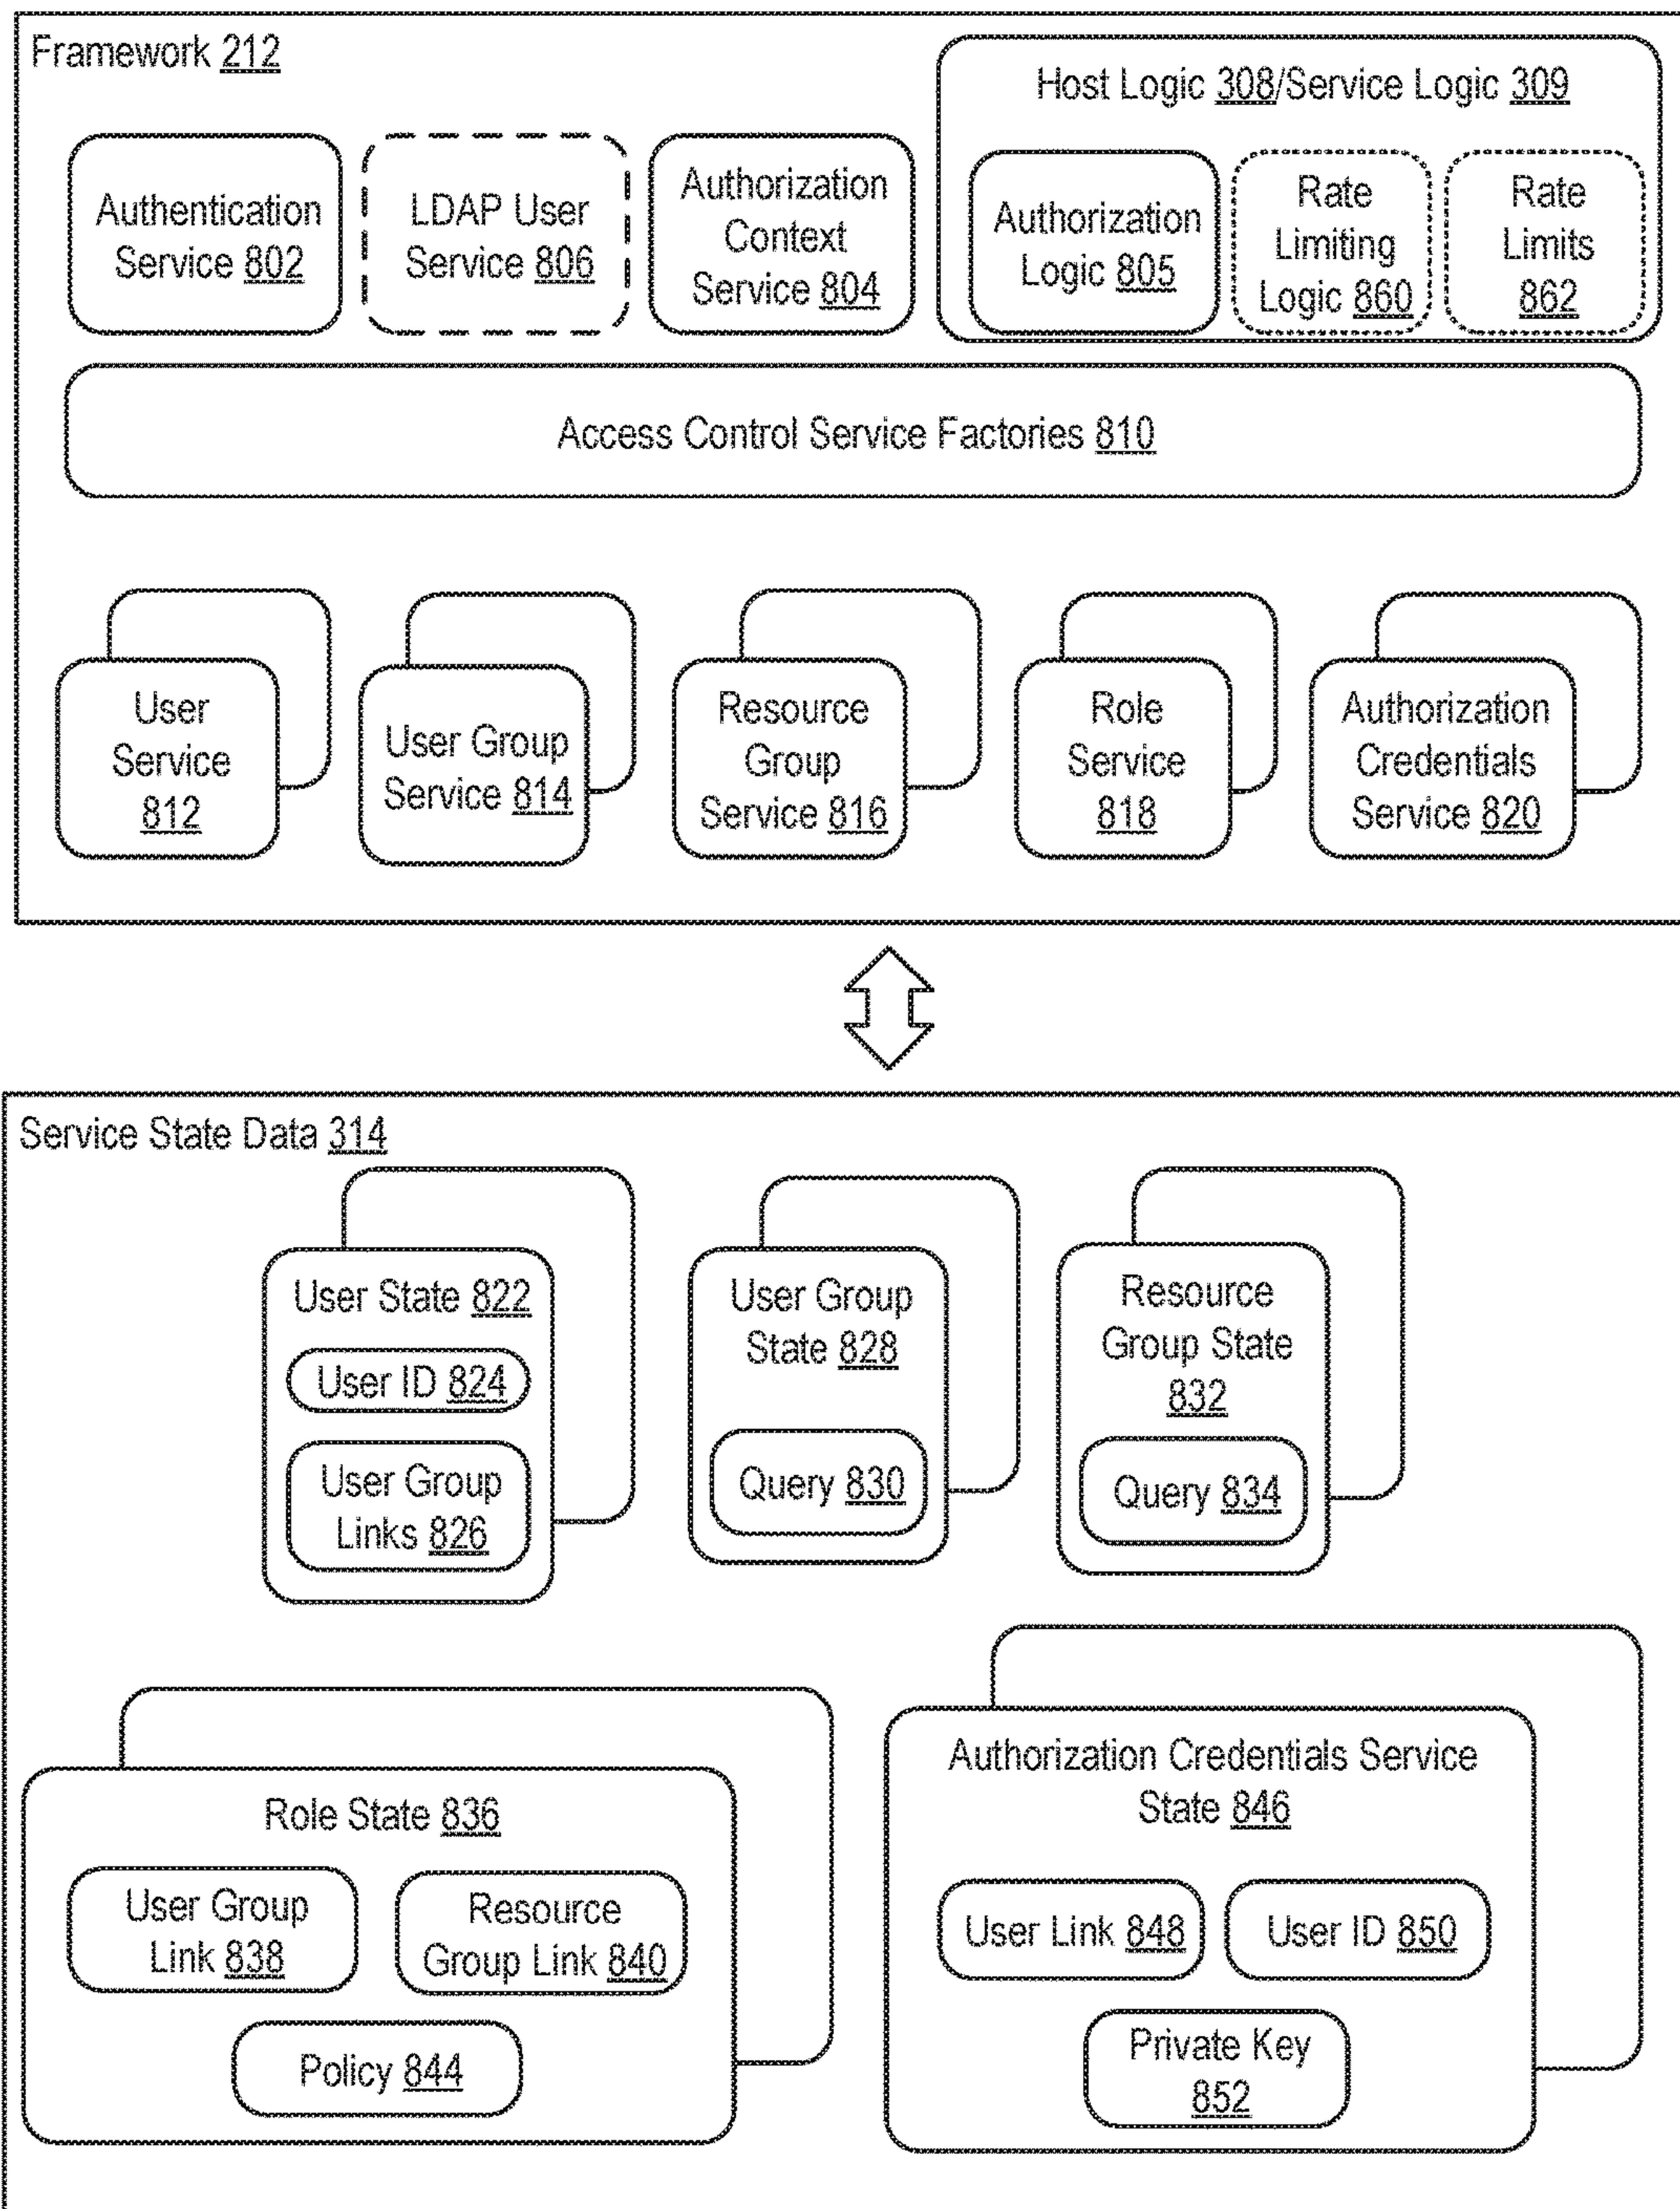 Framework 212
Host Logic 308/Service Logic 309
Authentication
Service 802
LDAP User
Service 806
Authorization
Context
Service 804
Authorization
Logic 805
Rate
Limiting
Logic 860
Rate
Limits
862
Access Control Service Factories 810
User
Service
812
User Group
Service 814
Resource
Group
Service 816
Role
Service
818
Authorization
Credentials
Service 820
Service State Data 314
User State 822
User ID 824
User Group
Links 826
User Group
State 828
Query 830
Resource
Group State
832
Query 834
Role State 836
User Group
Link 838
Resource
Group Link 840
Policy 844
Authorization Credentials Service
State 846
User Link 848
User ID 850
Private Key
852